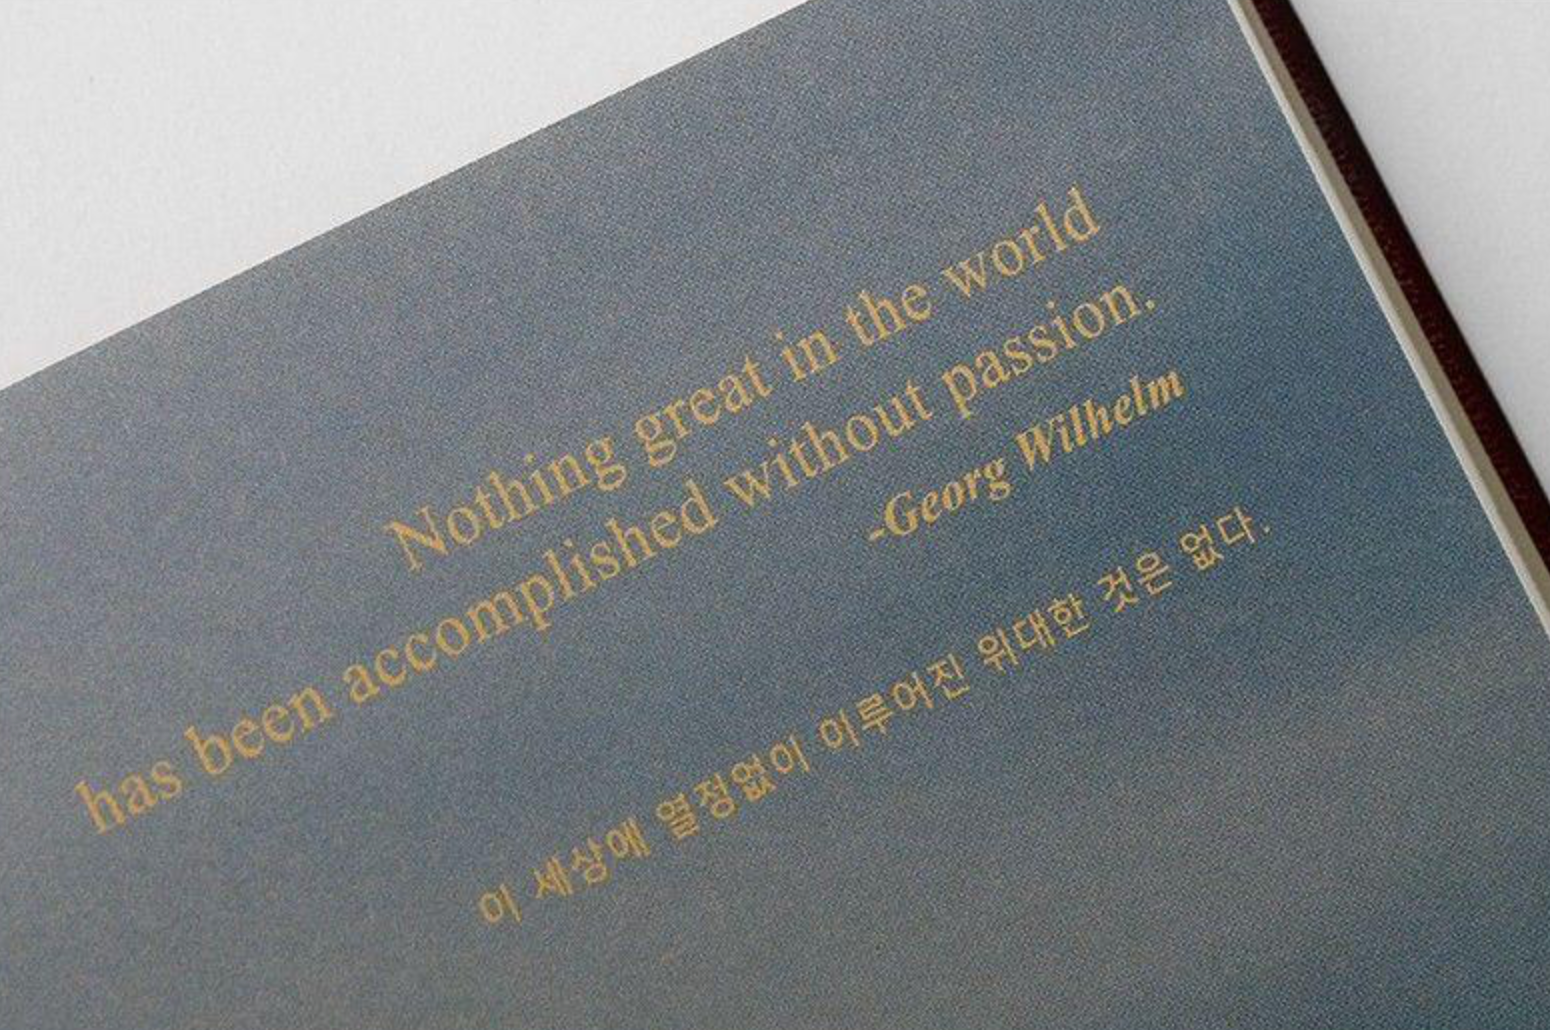 Nothing great in the world
has been accomplished without passion.
-Georg Wilhelm
이 세상에 열정없이 이루어진 위대한 것은 없다.